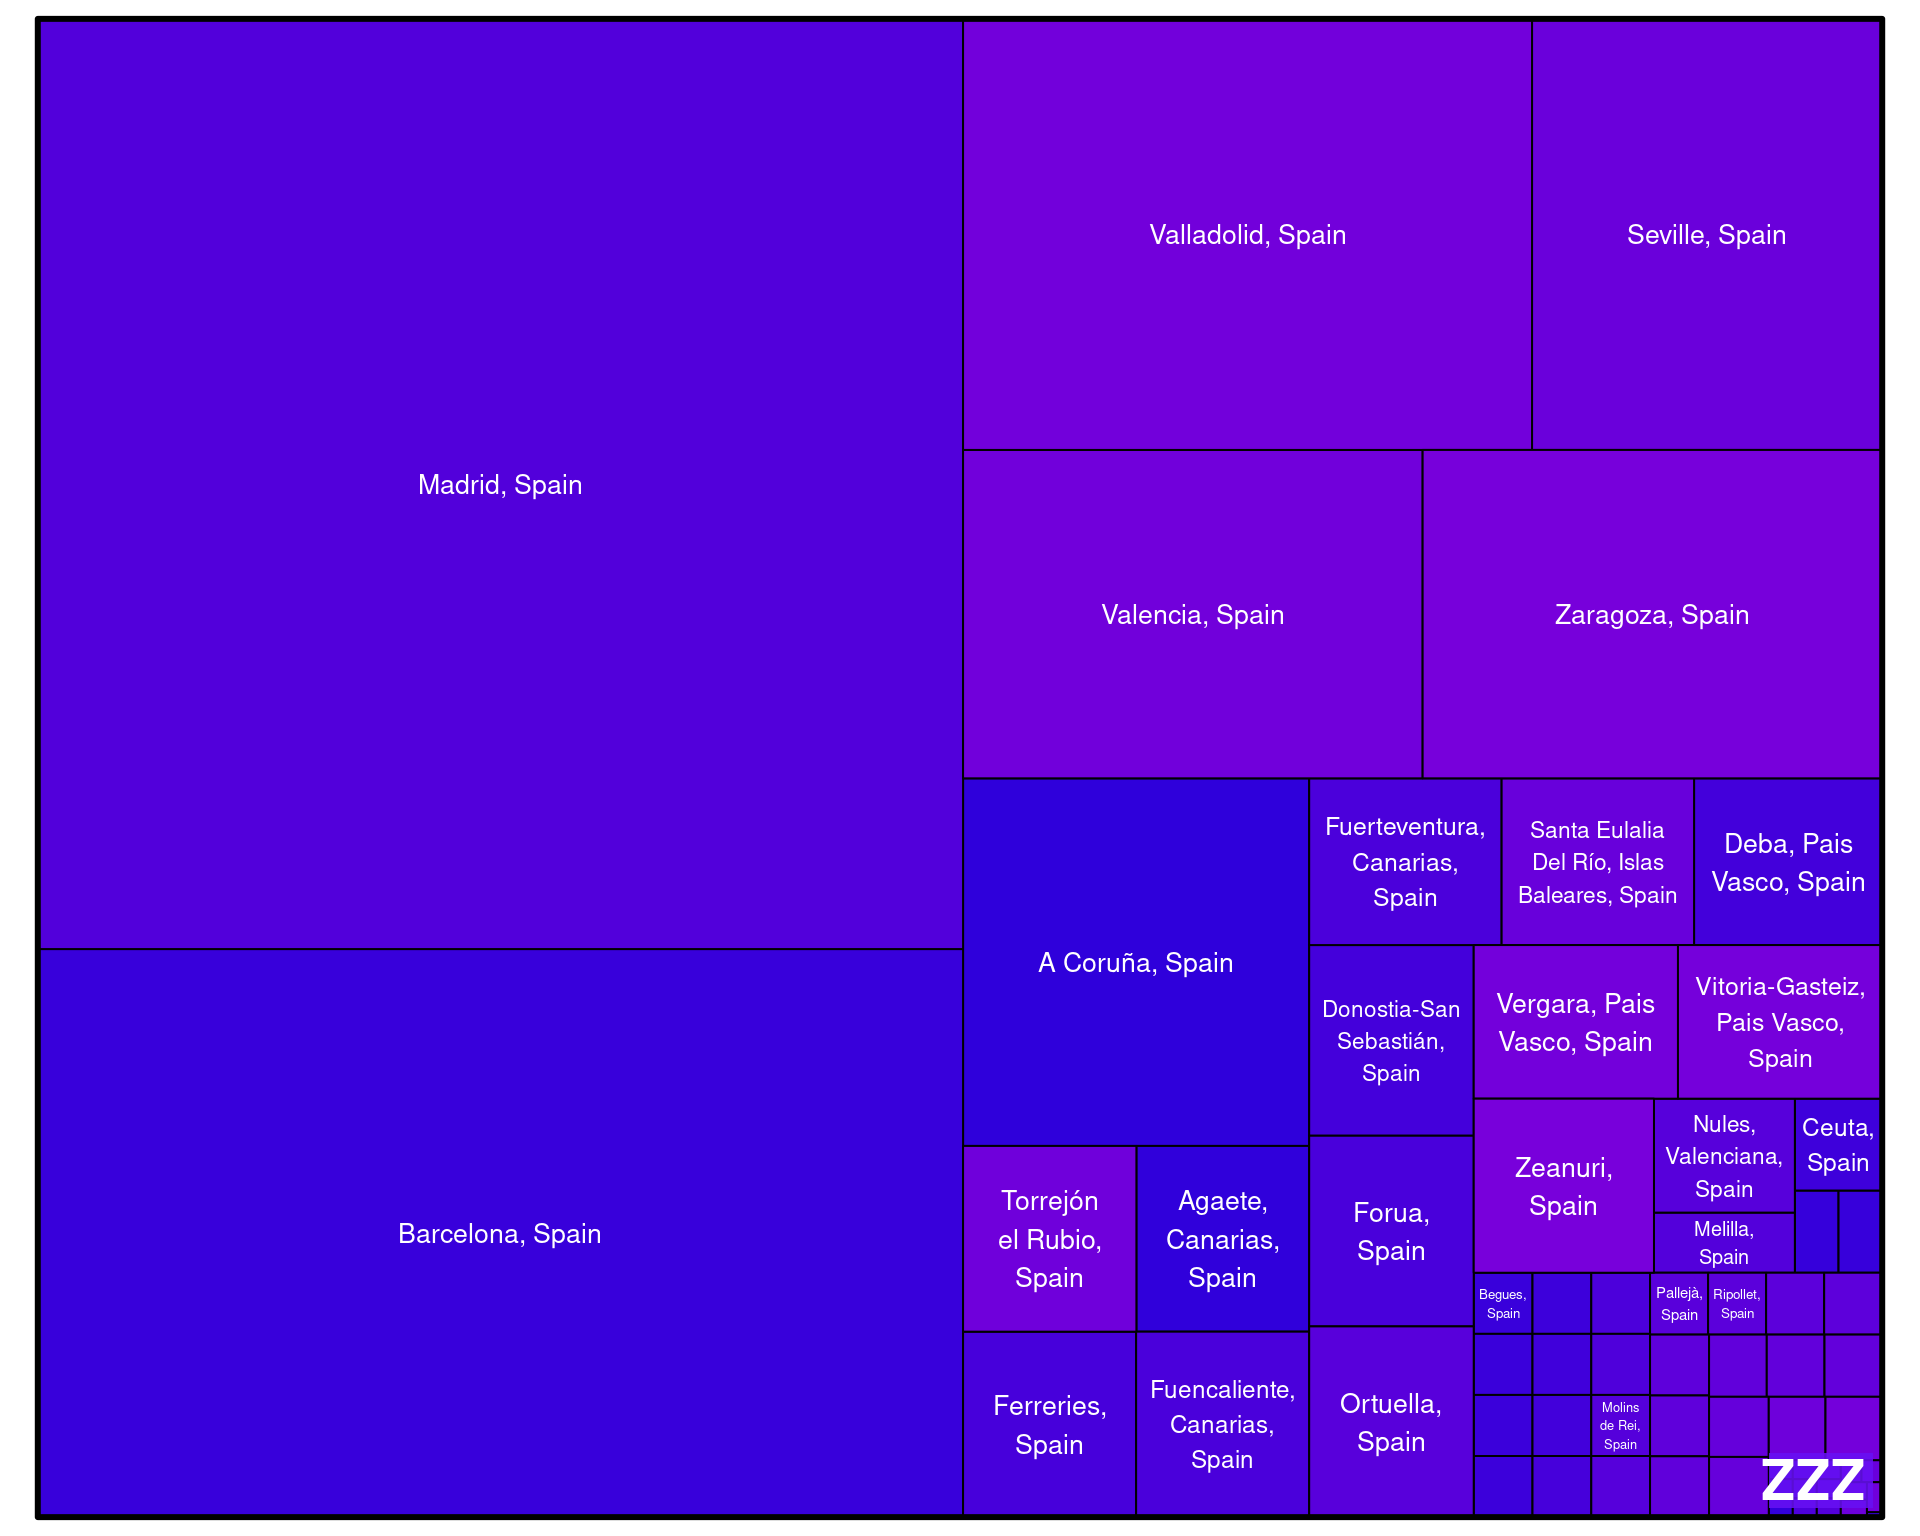 Madrid, Spain
Barcelona, Spain
Valladolid, Spain
Seville, Spain
Valencia, Spain
Zaragoza, Spain
A Coruña, Spain
Fuerteventura,
Canarias,
Spain
Santa Eulalia
Del Río, Islas
Baleares, Spain
Deba, Pais
Vasco, Spain
Donostia-San
Sebastián,
Spain
Vergara, Pais
Vasco, Spain
Vitoria-Gasteiz,
Pais Vasco,
Spain
Torrejón
el Rubio,
Spain
Agaete,
Canarias,
Spain
Forua,
Spain
Zeanuri,
Spain
Nules,
Valenciana,
Spain
Ceuta,
Spain
Melilla,
Spain
Ferreries,
Spain
Fuencaliente,
Canarias,
Spain
Ortuella,
Spain
Begues,
Spain
Pallejà,
Spain
Ripollet,
Spain
Molins
de Rei,
Spain
ZZZ